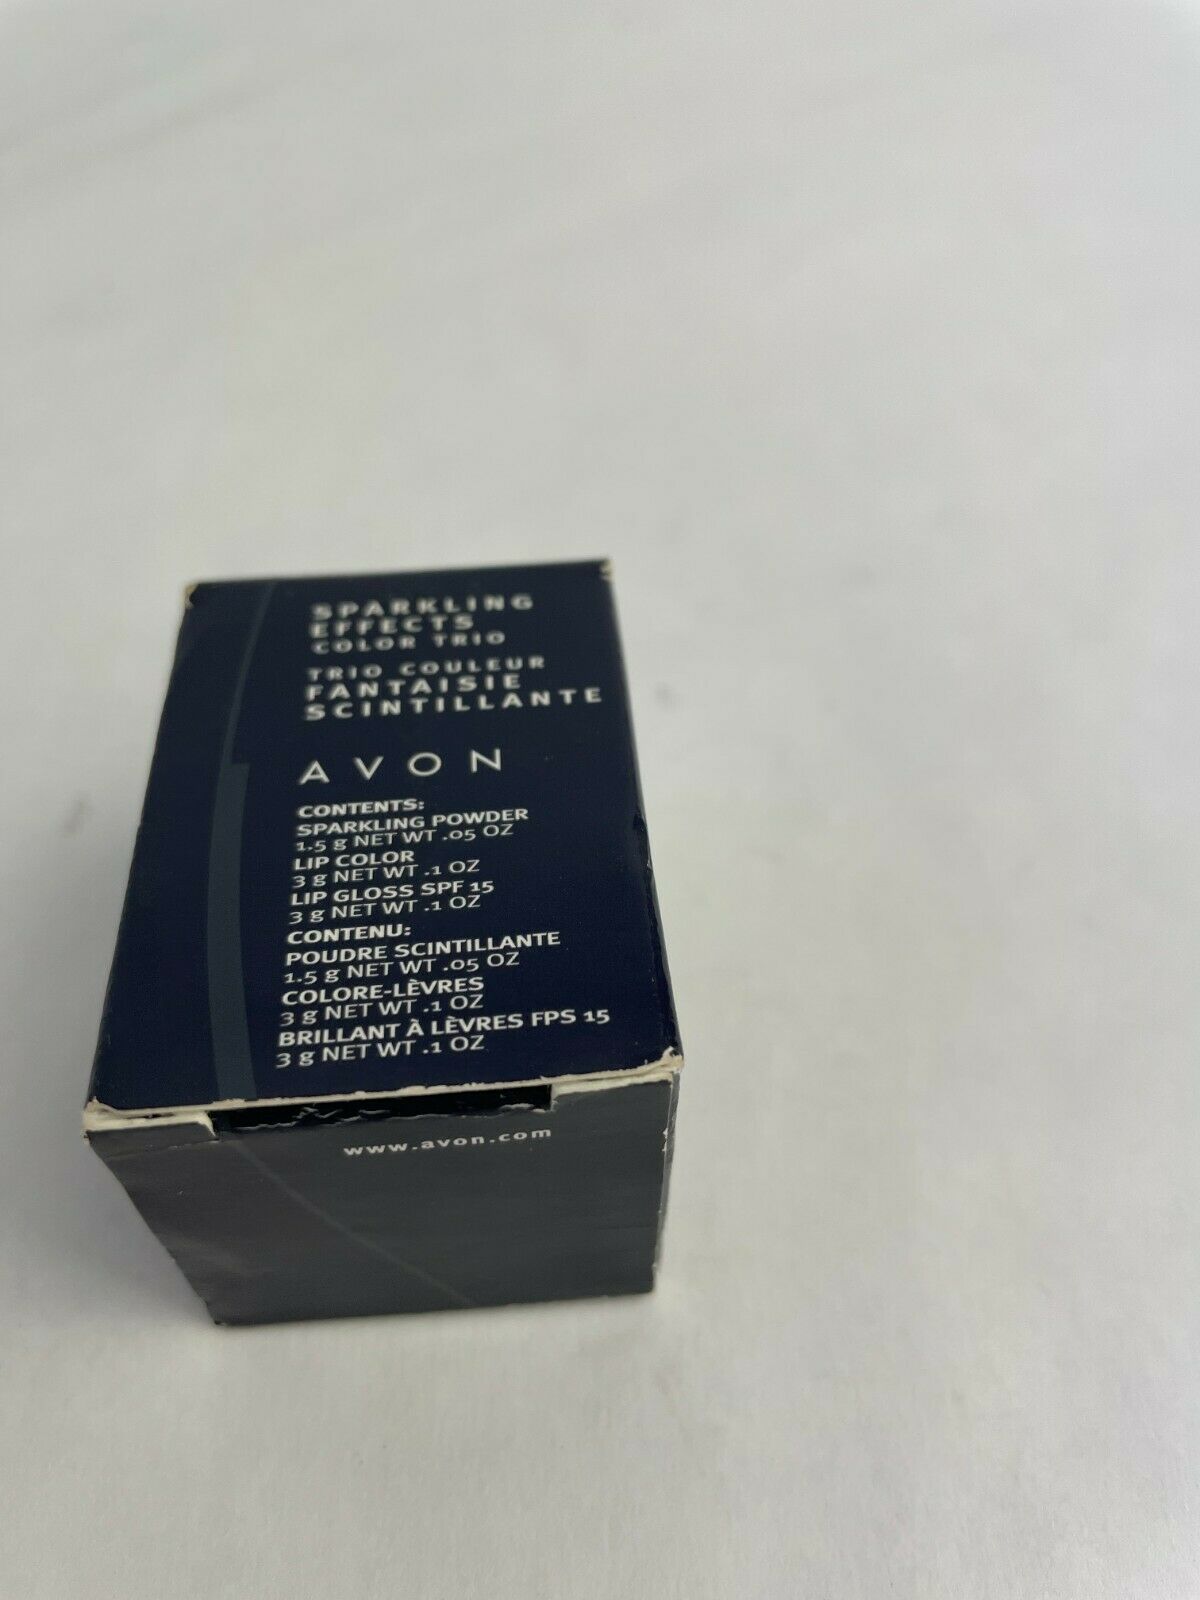 SPARKLING
EFFECTS
COLOR TRIO
TRIO COULEUR
FANTAISIE
SCINTILLANTE
AVON
CONTENTS:
SPARKLING POWDER
1.5 g NET WT .05 OZ
LIP COLOR
3 g NET WT .1 OZ
LIP GLOSS SPF 15
3 g NET WT .1 OZ
CONTENU:
POUDRE SCINTILLANTE
1.5 g NET WT .05 OZ
COLORE-LÈVRES
3 g NET WT .1 OZ
BRILLANT À LÈVRES FPS 15
3 g NET WT .1 OZ
www.avon.com